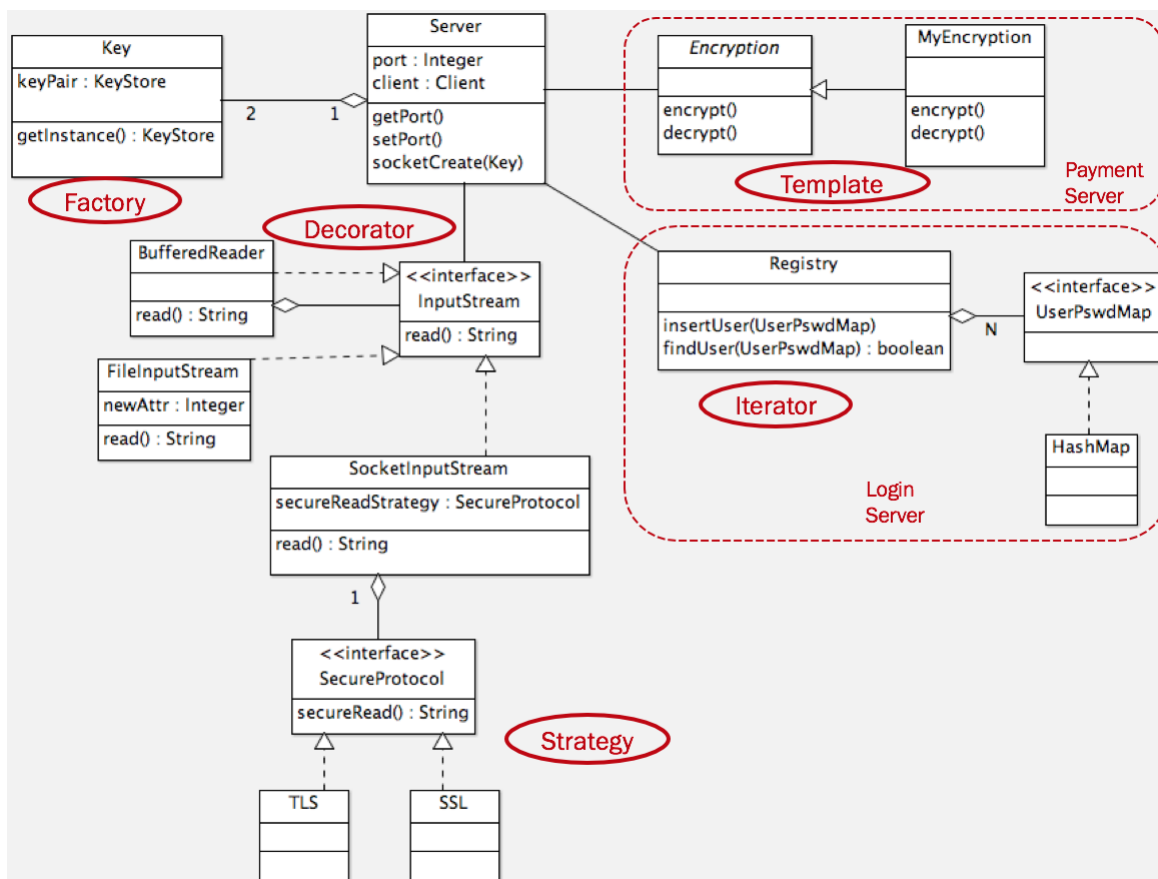 Key
keyPair : KeyStore
getInstance() : KeyStore
Factory
2
1
Server
port : Integer
client : Client
getPort()
setPort()
socketCreate(Key)
Encryption
encrypt()
decrypt()
MyEncryption
encrypt()
decrypt()
Template
Payment
Server
Decorator
BufferedReader
read() : String
<<interface>>
InputStream
read() : String
FileInputStream
newAttr : Integer
read() : String
Registry
insertUser(UserPswdMap)
findUser(UserPswdMap) : boolean
N
<<interface>>
UserPswdMap
Iterator
HashMap
Login
Server
SocketInputStream
secureReadStrategy : SecureProtocol
read() : String
1
<<interface>>
SecureProtocol
secureRead() : String
Strategy
TLS
SSL